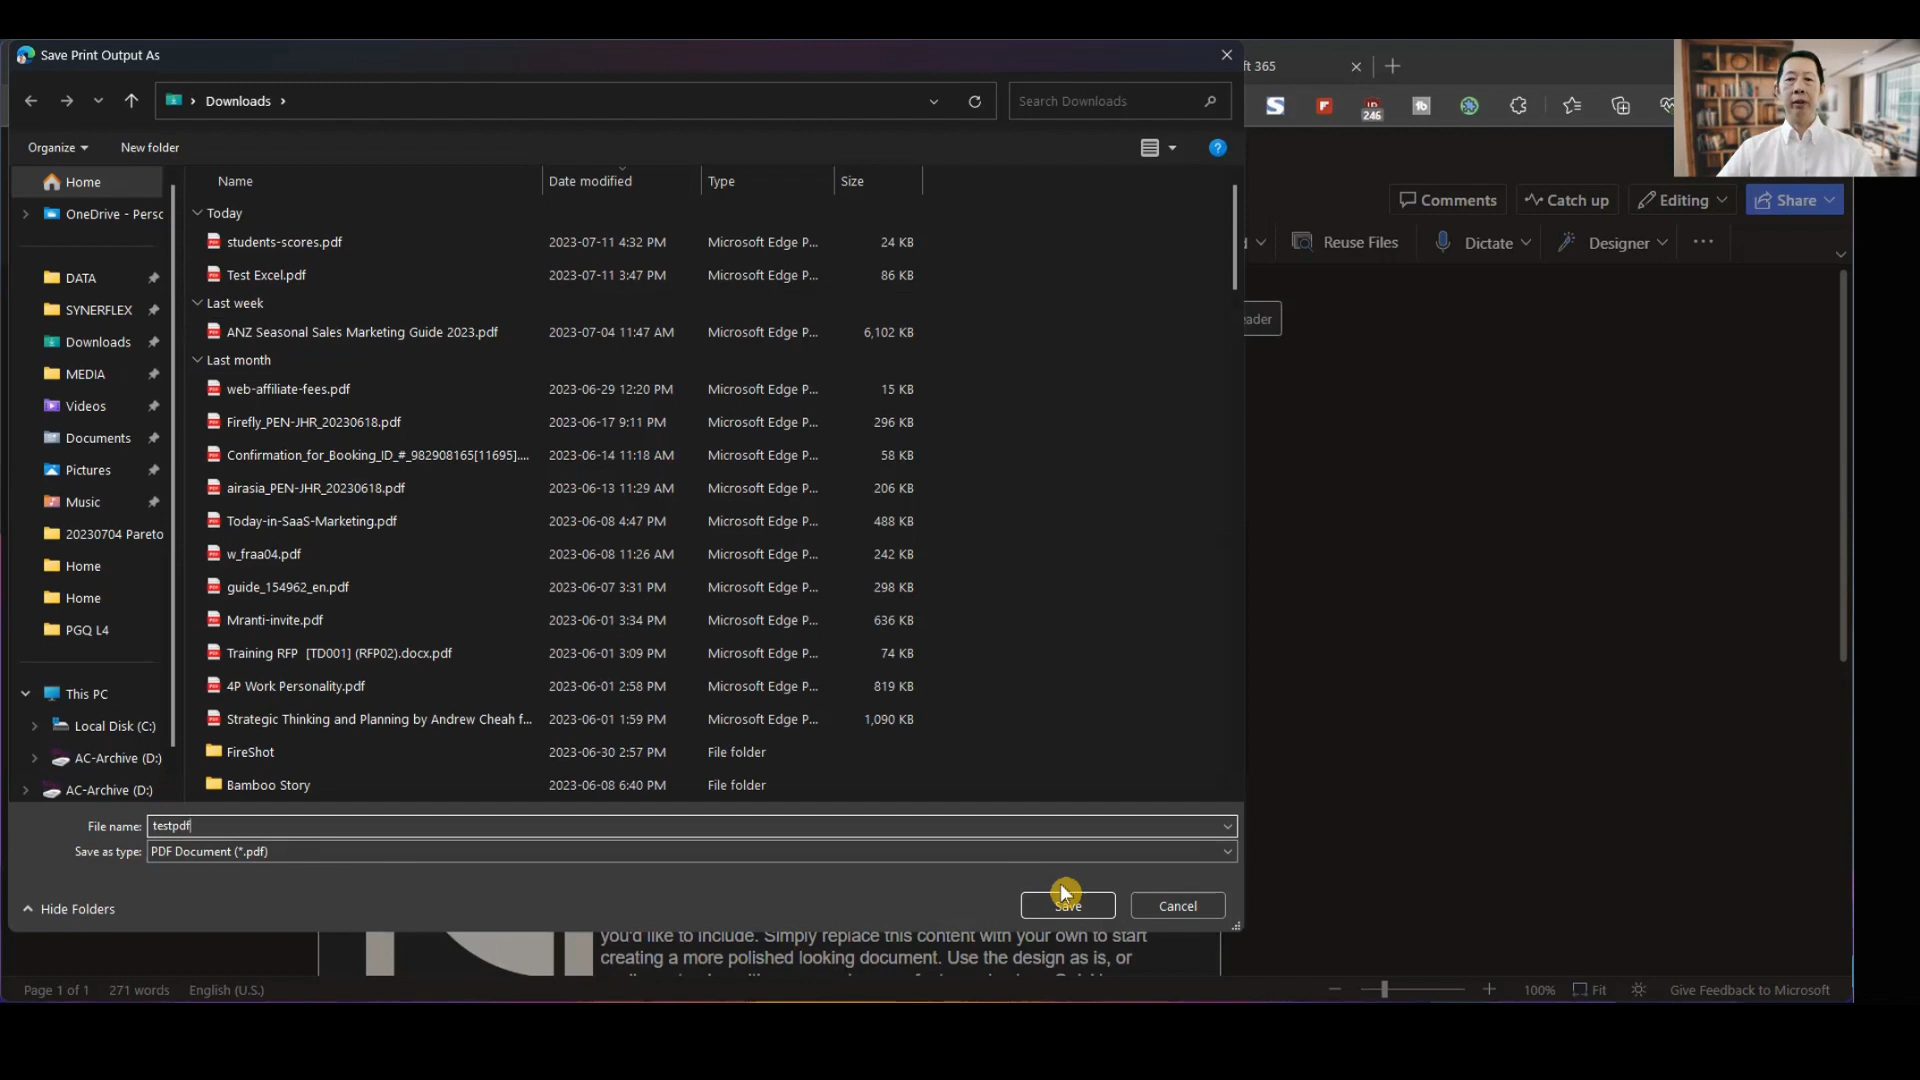 Save Print Output As
ft 365
Downloads
Search Downloads
246
Organize
New folder
Comments
Catch up
Editing
Share
Reuse Files
Dictate
Designer
eader
Home
OneDrive - Persc
DATA
SYNERFLEX
Downloads
MEDIA
Videos
Documents
Pictures
Music
20230704 Pareto
Home
Home
PGQ L4
This PC
Local Disk (C:)
AC-Archive (D:)
AC-Archive (D:)
Name Date modified Type Size
Today
students-scores.pdf 2023-07-11 4:32 PM Microsoft Edge P... 24 KB
Test Excel.pdf 2023-07-11 3:47 PM Microsoft Edge P... 86 KB
Last week
ANZ Seasonal Sales Marketing Guide 2023.pdf 2023-07-04 11:47 AM Microsoft Edge P... 6,102 KB
Last month
web-affiliate-fees.pdf 2023-06-29 12:20 PM Microsoft Edge P... 15 KB
Firefly_PEN-JHR_20230618.pdf 2023-06-17 9:11 PM Microsoft Edge P... 296 KB
Confirmation_for_Booking_ID_#_982908165[11695].... 2023-06-14 11:18 AM Microsoft Edge P... 58 KB
airasia_PEN-JHR_20230618.pdf 2023-06-13 11:29 AM Microsoft Edge P... 206 KB
Today-in-SaaS-Marketing.pdf 2023-06-08 4:47 PM Microsoft Edge P... 488 KB
w_fraa04.pdf 2023-06-08 11:26 AM Microsoft Edge P... 242 KB
guide_154962_en.pdf 2023-06-07 3:31 PM Microsoft Edge P... 298 KB
Mranti-invite.pdf 2023-06-01 3:34 PM Microsoft Edge P... 636 KB
Training RFP [TD001] (RFP02).docx.pdf 2023-06-01 3:09 PM Microsoft Edge P... 74 KB
4P Work Personality.pdf 2023-06-01 2:58 PM Microsoft Edge P... 819 KB
Strategic Thinking and Planning by Andrew Cheah f... 2023-06-01 1:59 PM Microsoft Edge P... 1,090 KB
FireShot 2023-06-30 2:57 PM File folder
Bamboo Story 2023-06-08 6:40 PM File folder
File name: testpdf
Save as type: PDF Document (*.pdf)
Hide Folders
Save
Cancel
you'd like to include. Simply replace this content with your own to start
creating a more polished looking document. Use the design as is, or
Page 1 of 1 271 words English (U.S.) 100% Fit Give Feedback to Microsoft